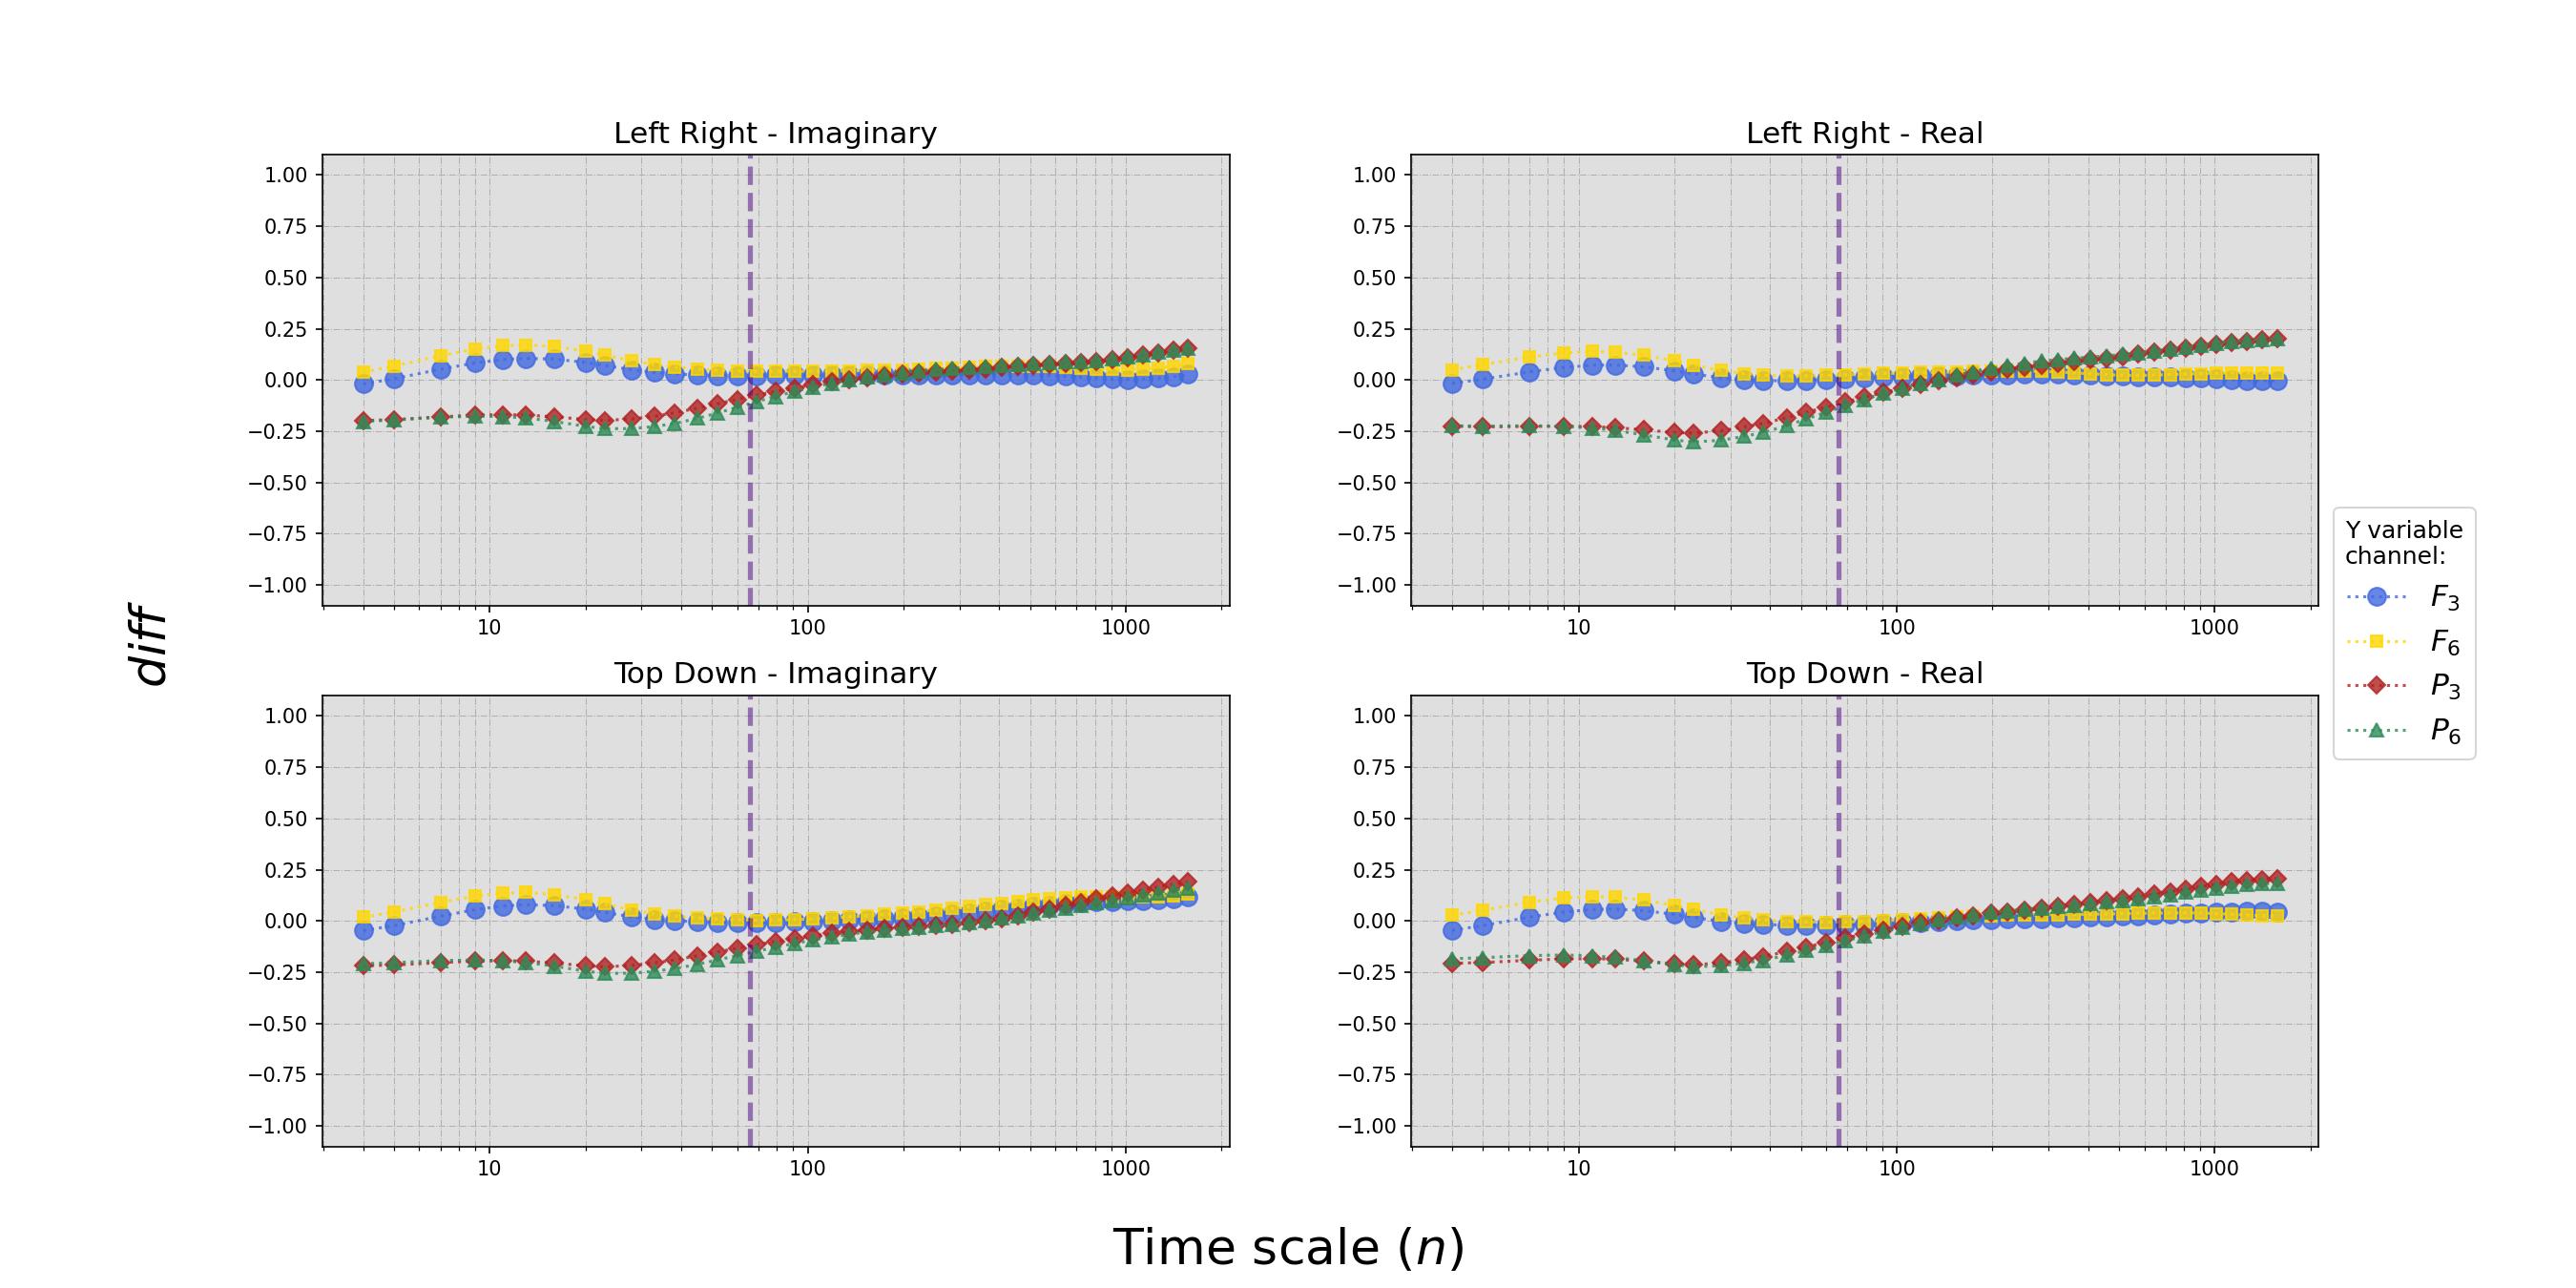 Left Right - Imaginary
1.00
0.75
0.50
0.25
0.00
−0.25
−0.50
−0.75
−1.00
10 100 1000
Left Right - Real
1.00
0.75
0.50
0.25
0.00
−0.25
−0.50
−0.75
−1.00
10 100 1000
Top Down - Imaginary
1.00
0.75
0.50
0.25
0.00
−0.25
−0.50
−0.75
−1.00
10 100 1000
Top Down - Real
1.00
0.75
0.50
0.25
0.00
−0.25
−0.50
−0.75
−1.00
10 100 1000
diff
Time scale (n)
Y variable
channel:
F3
F6
P3
P6